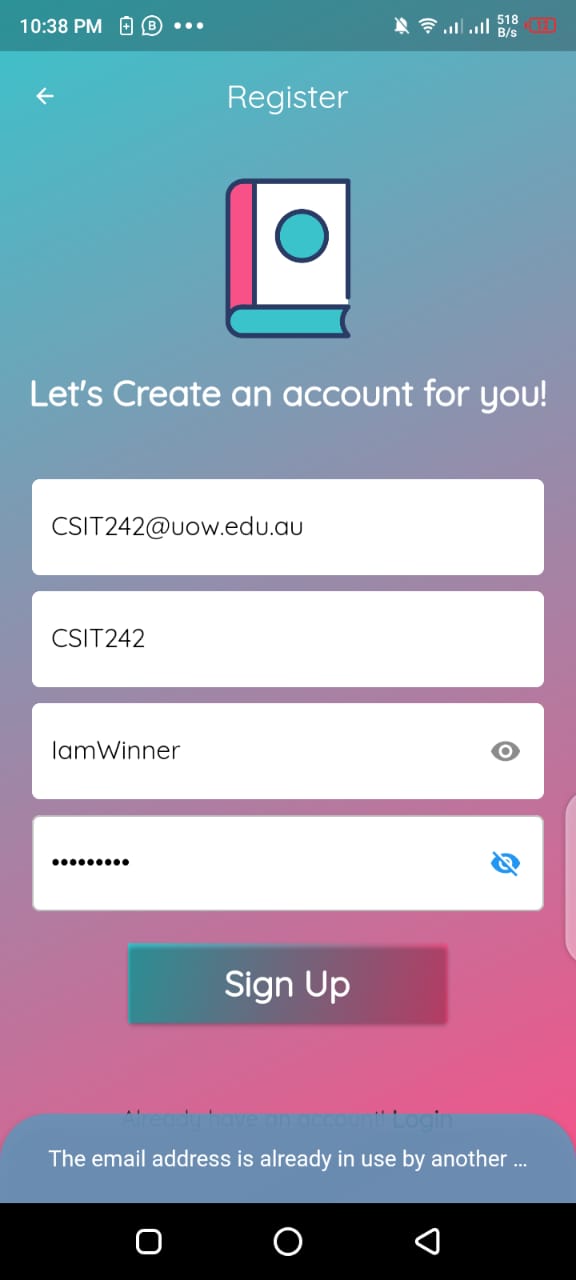 10:38 PM
518
B/s
Register
Let's Create an account for you!
CSIT242@uow.edu.au
CSIT242
IamWinner
•••••••••
Sign Up
Already have an account! Login
The email address is already in use by another ...